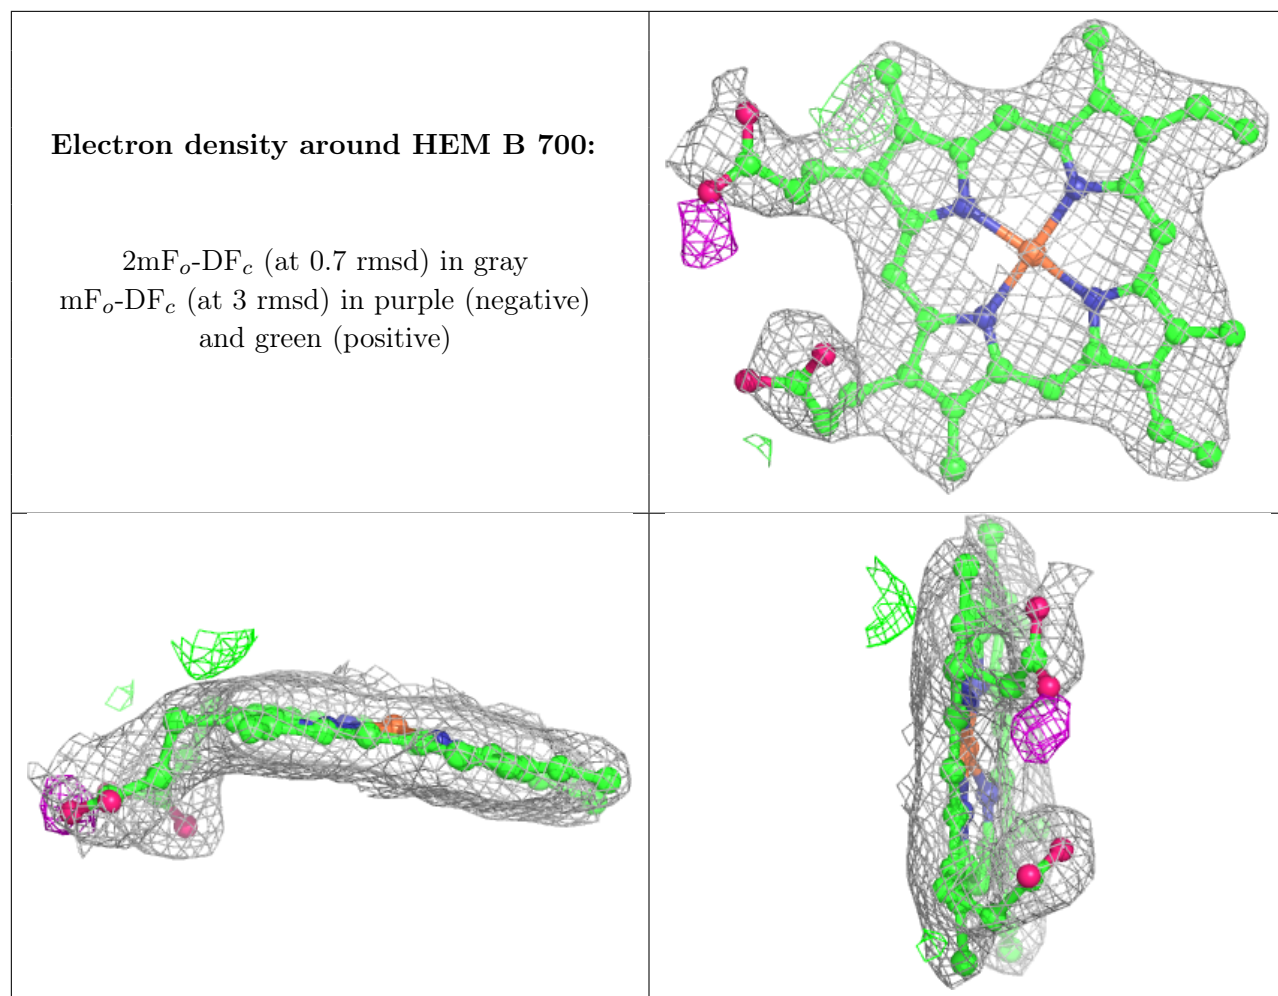 Electron density around HEM B 700:
2mFₒ-DF𝑐 (at 0.7 rmsd) in gray
mFₒ-DF𝑐 (at 3 rmsd) in purple (negative)
and green (positive)